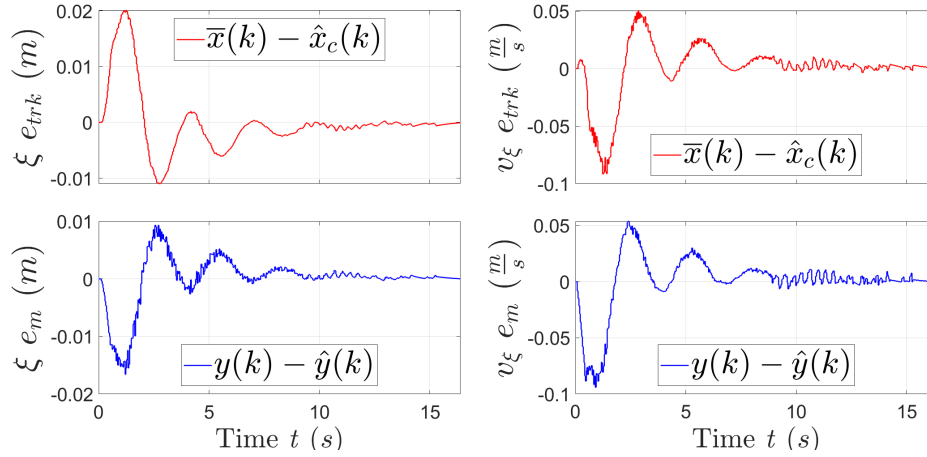 0.02
0.01
0
-0.01
ξ e_{trk} (m)
x̅(k) − x̂_c(k)
0.05
0
-0.05
-0.1
v_ξ e_{trk} (m/s)
x̅(k) − x̂_c(k)
0.01
0
-0.01
-0.02
ξ e_m (m)
y(k) − ŷ(k)
0 5 10 15
Time t (s)
0.05
0
-0.05
-0.1
v_ξ e_m (m/s)
y(k) − ŷ(k)
0 5 10 15
Time t (s)